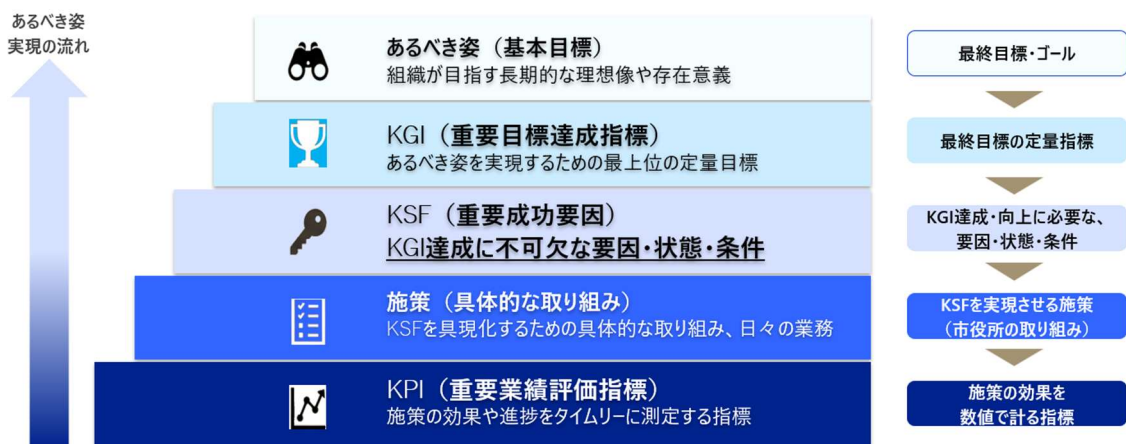 あるべき姿
実現の流れ
あるべき姿（基本目標）
組織が目指す長期的な理想像や存在意義
最終目標・ゴール
KGI（重要目標達成指標）
あるべき姿を実現するための最上位の定量目標
最終目標の定量指標
KSF（重要成功要因）
KGI達成に不可欠な要因・状態・条件
KGI達成・向上に必要な、
要因・状態・条件
施策（具体的な取り組み）
KSFを具現化するための具体的な取り組み、日々の業務
KSFを実現させる施策
（市役所の取り組み）
KPI（重要業績評価指標）
施策の効果や進捗をタイムリーに測定する指標
施策の効果を
数値で計る指標